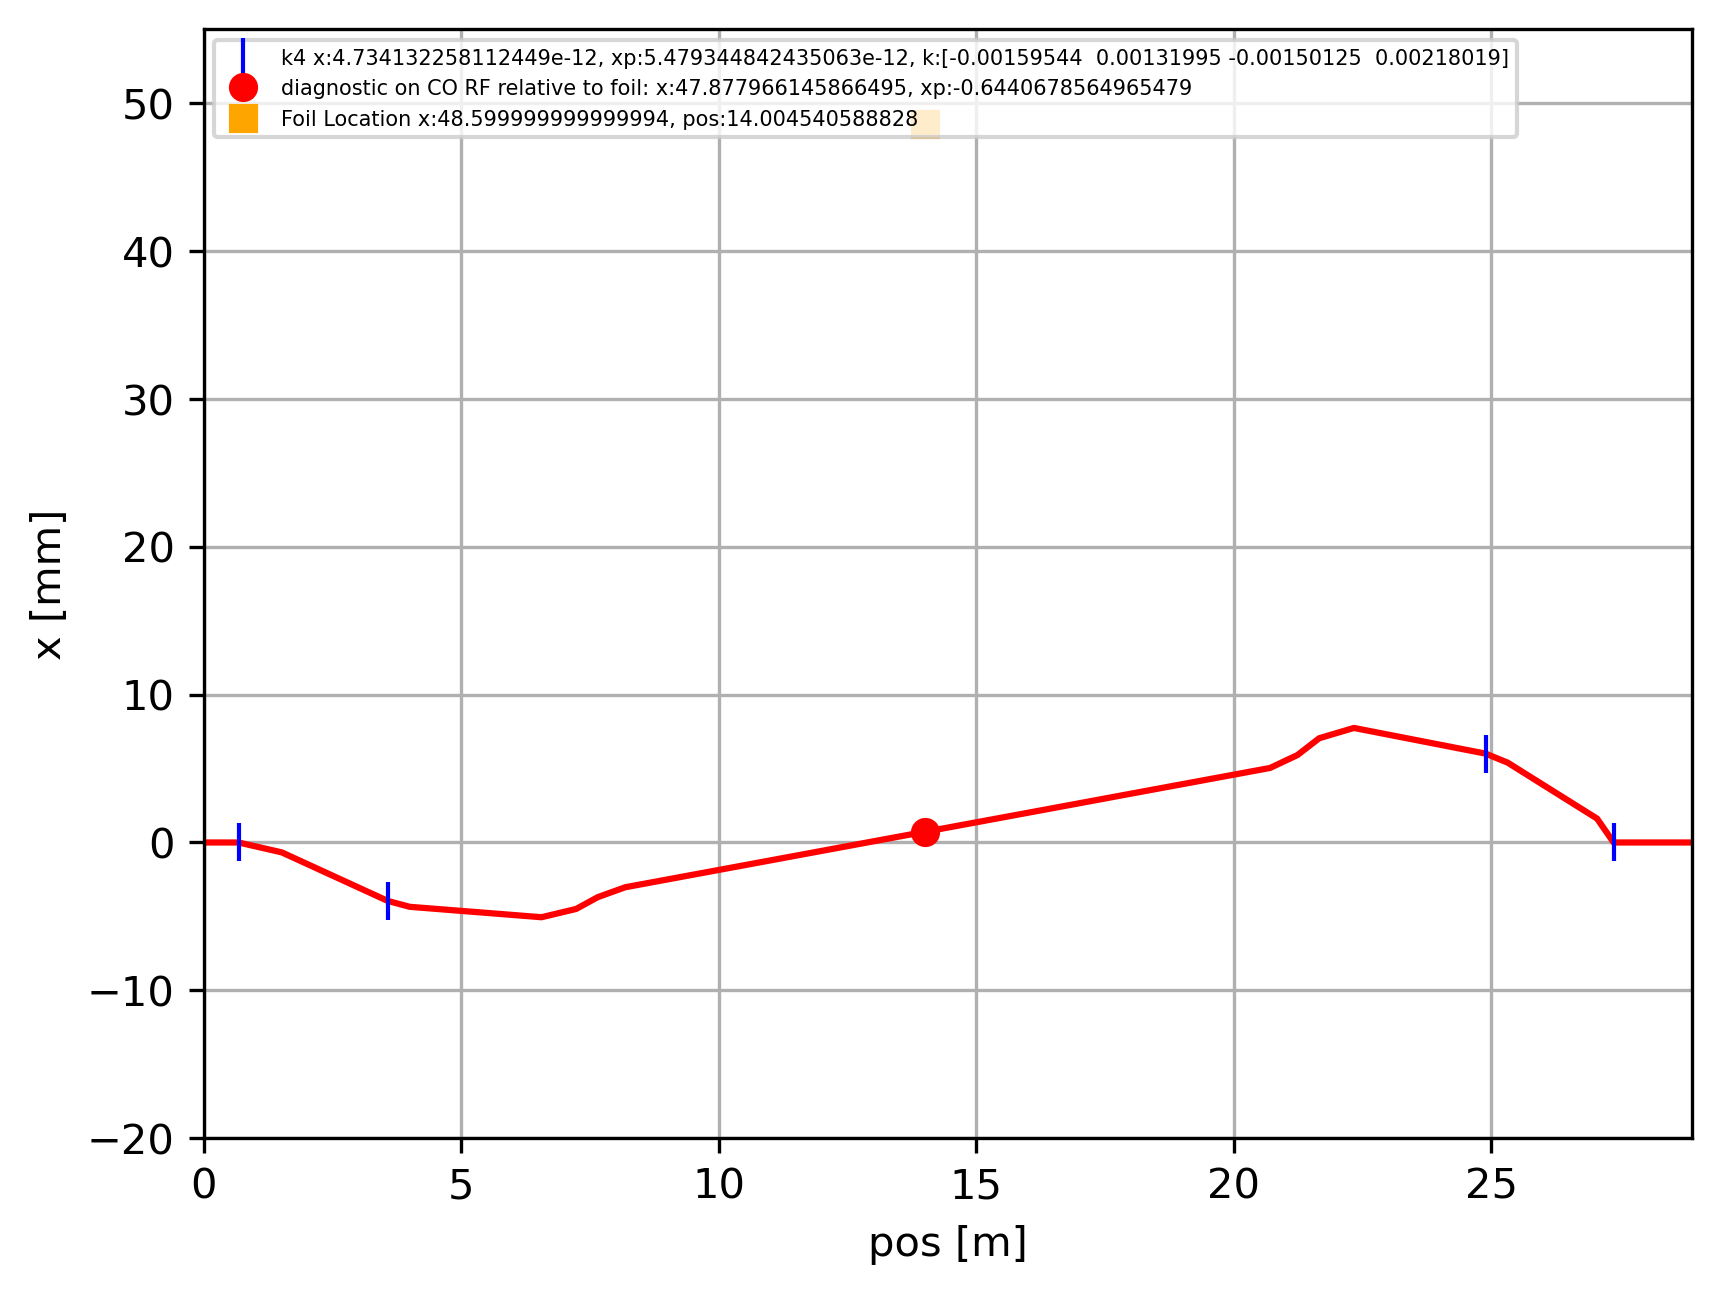 k4 x:4.734132258112449e-12, xp:5.479344842435063e-12, k:[-0.00159544  0.00131995 -0.00150125  0.00218019]
diagnostic on CO RF relative to foil: x:47.877966145866495, xp:-0.6440678564965479
Foil Location x:48.599999999999994, pos:14.004540588828
50
40
30
20
10
0
−10
−20
x [mm]
0 5 10 15 20 25
pos [m]